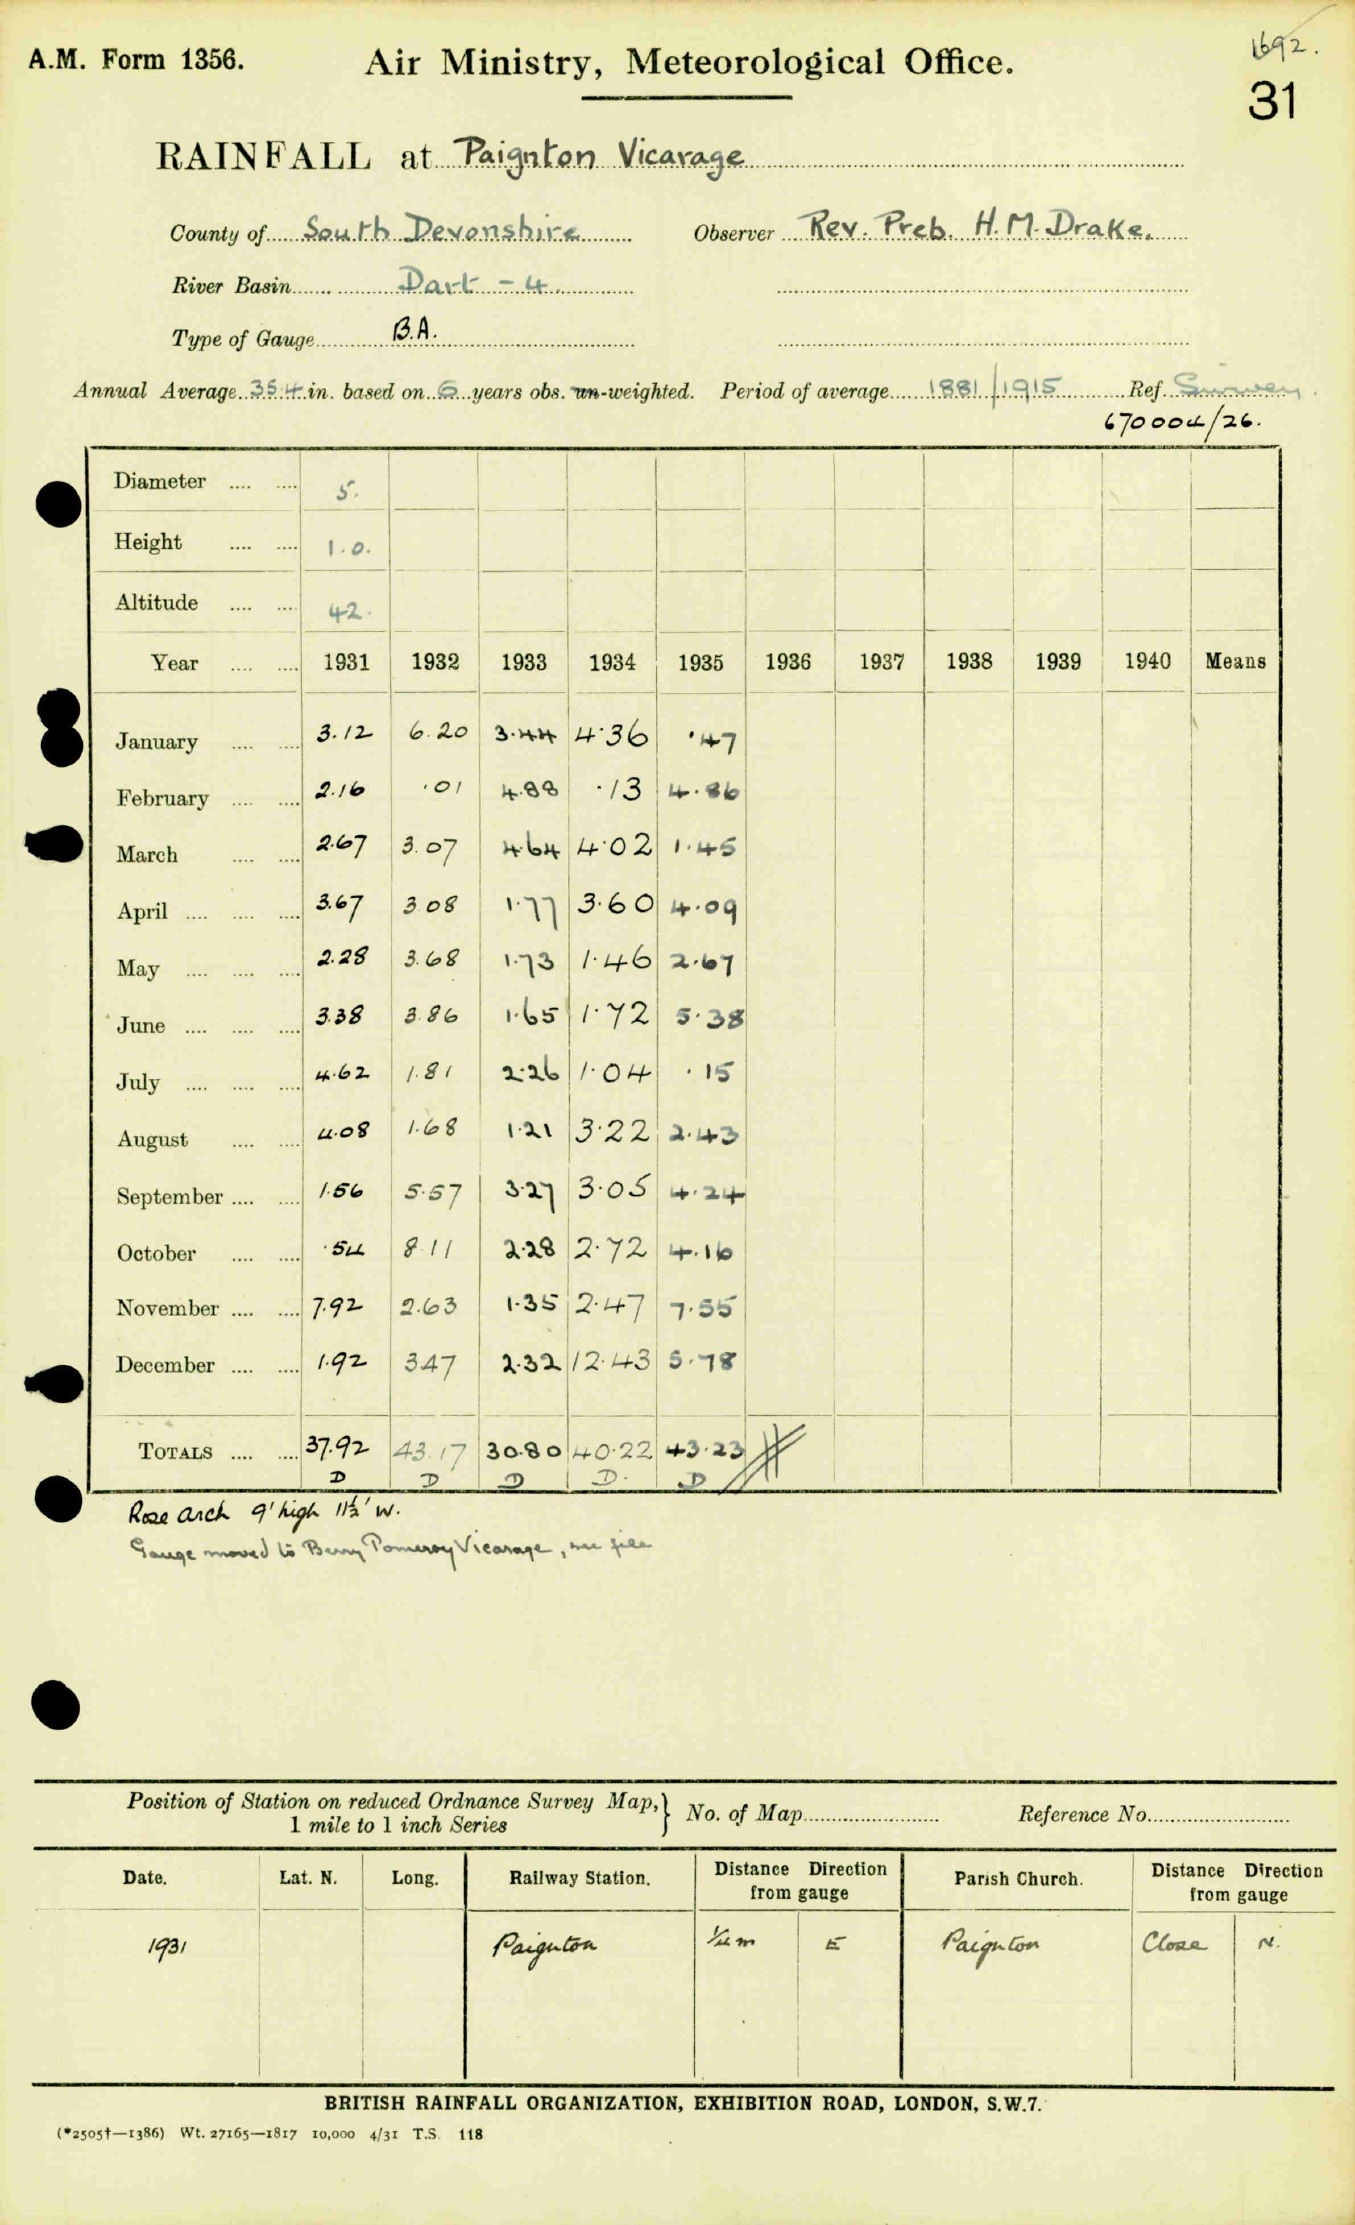 1692.
A.M. Form 1356. Air Ministry, Meteorological Office.
31
RAINFALL at Paignton Vicarage
County of South Devonshire Observer Rev. Preb. H. M. Drake.
River Basin Dart - 4.
Type of Gauge B.A.
Annual Average 35.4 in. based on 6 years obs. un-weighted. Period of average 1881/1915 Ref. Survey
670004/26.
Diameter .... .... 5.
Height .... .... 1.0.
Altitude .... .... 42.
Year .... .... 1931 1932 1933 1934 1935 1936 1937 1938 1939 1940 Means
January .... .... 3.12 6.20 3.44 4.36 .47
February .... .... 2.16 .01 4.88 .13 4.86
March .... .... 2.67 3.07 4.64 4.02 1.45
April .... .... .... 3.67 3.08 1.77 3.60 4.09
May .... .... .... 2.28 3.68 1.73 1.46 2.67
June .... .... .... 3.38 3.86 1.65 1.72 5.38
July .... .... .... 4.62 1.81 2.26 1.04 .15
August .... .... 4.08 1.68 1.21 3.22 2.43
September .... .... 1.56 5.57 3.27 3.05 4.24
October .... .... .54 8.11 2.28 2.72 4.16
November .... .... 7.92 2.63 1.35 2.47 7.55
December .... .... 1.92 3.47 2.32 12.43 5.78
TOTALS .... .... 37.92 43.17 30.80 40.22 43.23
D D D D. D
Rose arch 9' high 11½' W.
Gauge moved to Berry Pomeroy Vicarage, see file
Position of Station on reduced Ordnance Survey Map,
1 mile to 1 inch Series } No. of Map Reference No.
Date. Lat. N. Long. Railway Station. Distance Direction from gauge Parish Church. Distance Direction from gauge
1931 Paignton ¼ m E Paignton Close N.
BRITISH RAINFALL ORGANIZATION, EXHIBITION ROAD, LONDON, S.W.7.
(*2505†—1386) Wt. 27165—1817 10,000 4/31 T.S. 118